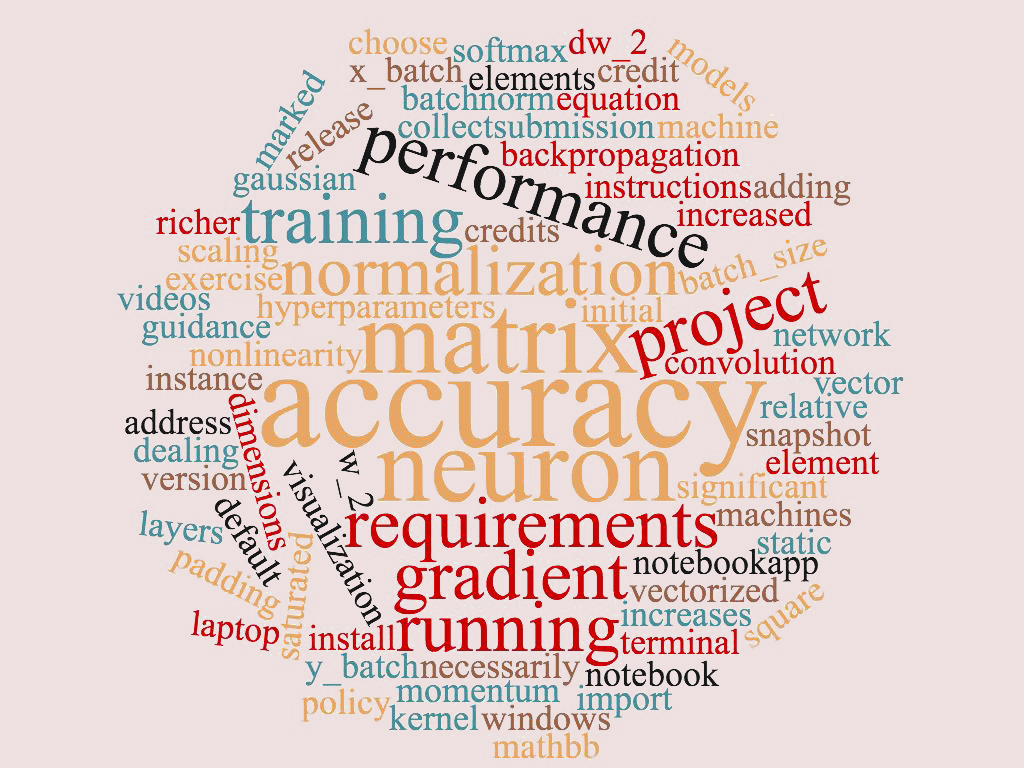 choose softmax dw_2 models
x_batch elements credit
marked release batchnorm equation
collect submission machine
performance backpropagation
gaussian instructions adding
richer training credits increased
scaling normalization batch_size
exercise
videos hyperparameters initial project
guidance matrix network
nonlinearity convolution
instance accuracy vector
address dimensions relative
dealing w_2 neuron snapshot
version visualization element
default significant
layers requirements machines
padding saturated static
gradient notebookapp
vectorized square
laptop install running increases
terminal
y_batch necessarily notebook
policy momentum import
kernel windows
mathbb